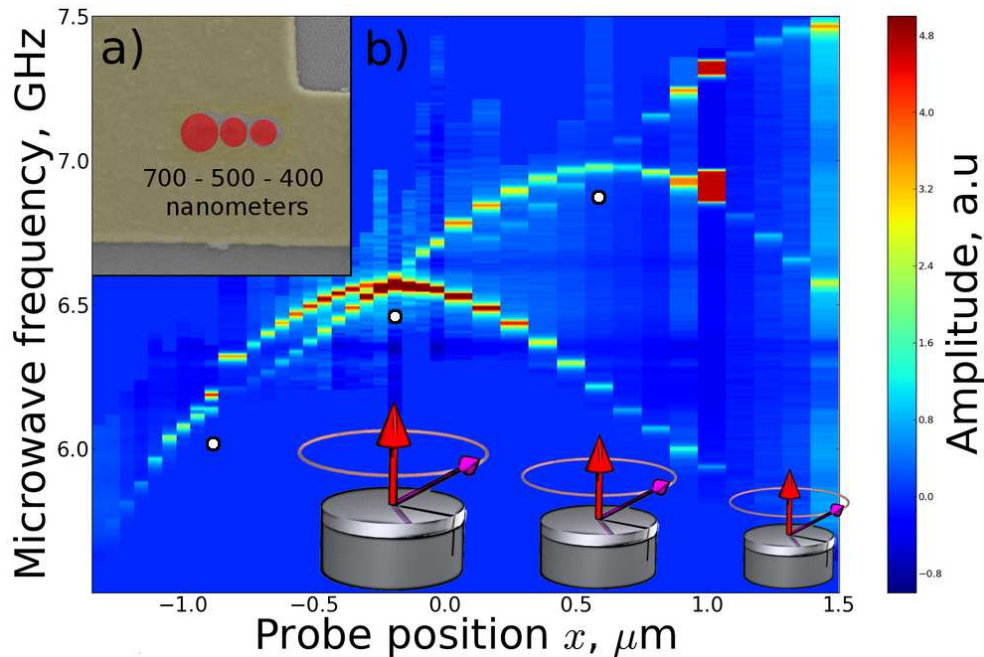 a)
b)
700 - 500 - 400
nanometers
Microwave frequency, GHz
7.5
7.0
6.5
6.0
−1.0
−0.5
0.0
0.5
1.0
1.5
Probe position x, μm
4.8
4.0
3.2
2.4
1.6
0.8
0.0
−0.8
Amplitude, a.u